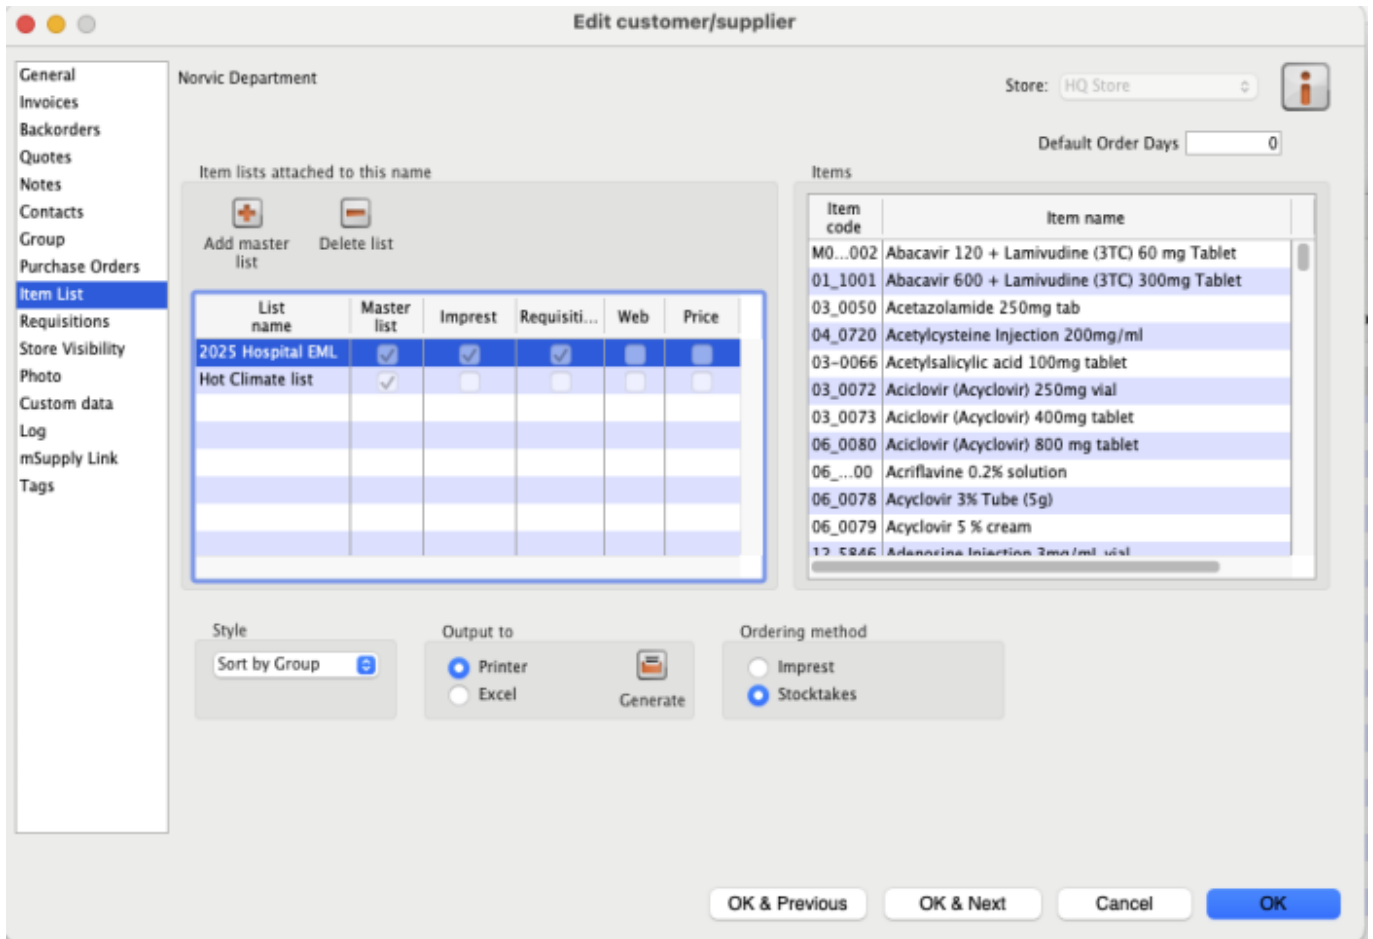 Edit customer/supplier
General
Invoices
Backorders
Quotes
Notes
Contacts
Group
Purchase Orders
Item List
Requisitions
Store Visibility
Photo
Custom data
Log
mSupply Link
Tags
Norvic Department
Store: HQ Store
Default Order Days 0
Item lists attached to this name
Add master list
Delete list
List name Master list Imprest Requisiti... Web Price
2025 Hospital EML
Hot Climate list
Items
Item code Item name
M0...002 Abacavir 120 + Lamivudine (3TC) 60 mg Tablet
01_1001 Abacavir 600 + Lamivudine (3TC) 300mg Tablet
03_0050 Acetazolamide 250mg tab
04_0720 Acetylcysteine Injection 200mg/ml
03-0066 Acetylsalicylic acid 100mg tablet
03_0072 Aciclovir (Acyclovir) 250mg vial
03_0073 Aciclovir (Acyclovir) 400mg tablet
06_0080 Aciclovir (Acyclovir) 800 mg tablet
06_...00 Acriflavine 0.2% solution
06_0078 Acyclovir 3% Tube (5g)
06_0079 Acyclovir 5 % cream
12_5846 Adenosine Injection 3mg/mL vial
Style
Sort by Group
Output to
Printer
Excel
Generate
Ordering method
Imprest
Stocktakes
OK & Previous
OK & Next
Cancel
OK